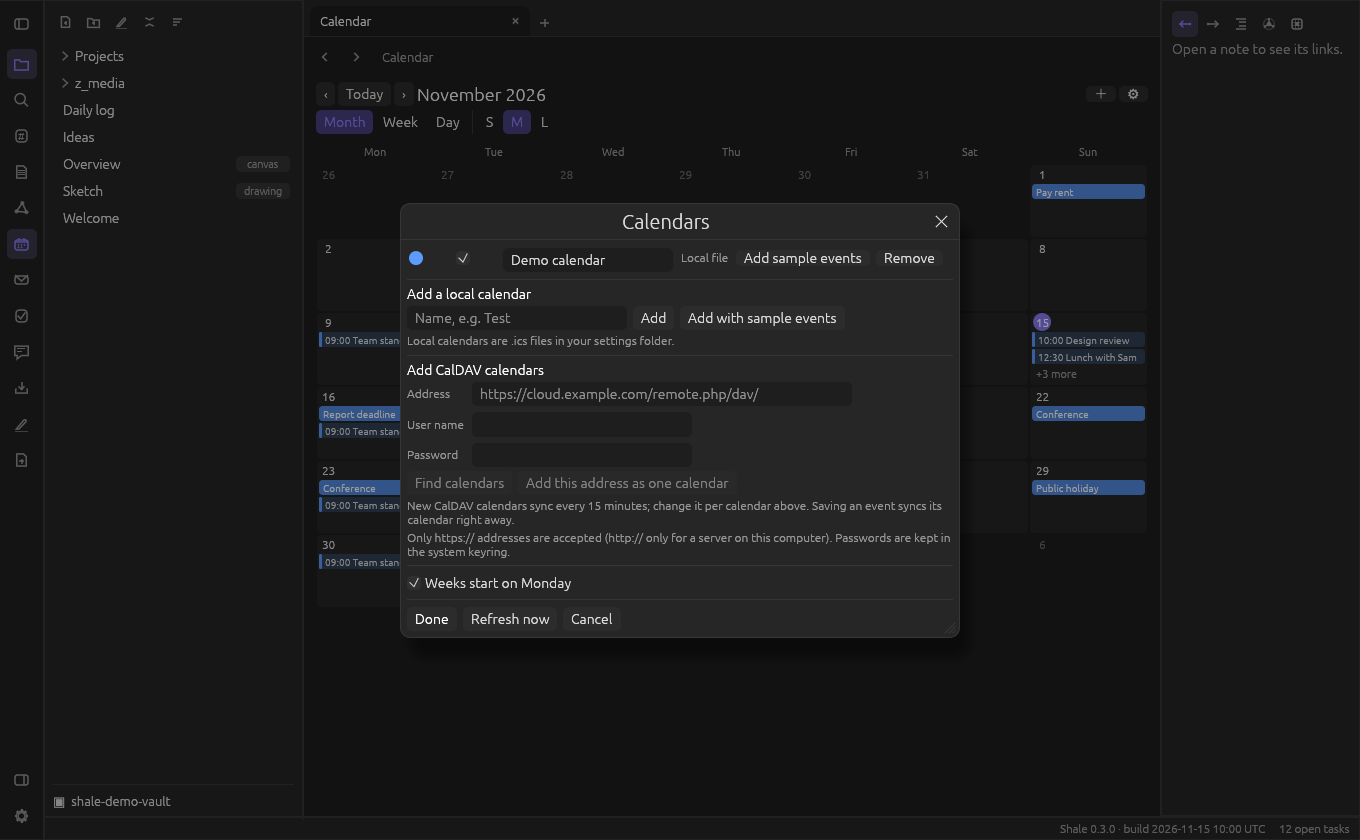 Calendar × +
Projects
z_media
Daily log
Ideas
Overview canvas
Sketch drawing
Welcome
shale-demo-vault
Calendar
‹ Today › November 2026
Month Week Day S M L
Mon Tue Wed Thu Fri Sat Sun
26 27 28 29 30 31 1
Pay rent
2 8
9 15
09:00 Team stan
10:00 Design review
12:30 Lunch with Sam
+3 more
16 22
Report deadline
Conference
09:00 Team stan
23 29
Conference
Public holiday
09:00 Team stan
30 6
09:00 Team stan
Calendars
Demo calendar Local file Add sample events Remove
Add a local calendar
Name, e.g. Test Add Add with sample events
Local calendars are .ics files in your settings folder.
Add CalDAV calendars
Address https://cloud.example.com/remote.php/dav/
User name
Password
Find calendars Add this address as one calendar
New CalDAV calendars sync every 15 minutes; change it per calendar above. Saving an event syncs its
calendar right away.
Only https:// addresses are accepted (http:// only for a server on this computer). Passwords are kept in
the system keyring.
Weeks start on Monday
Done Refresh now Cancel
Open a note to see its links.
Shale 0.3.0 · build 2026-11-15 10:00 UTC 12 open tasks